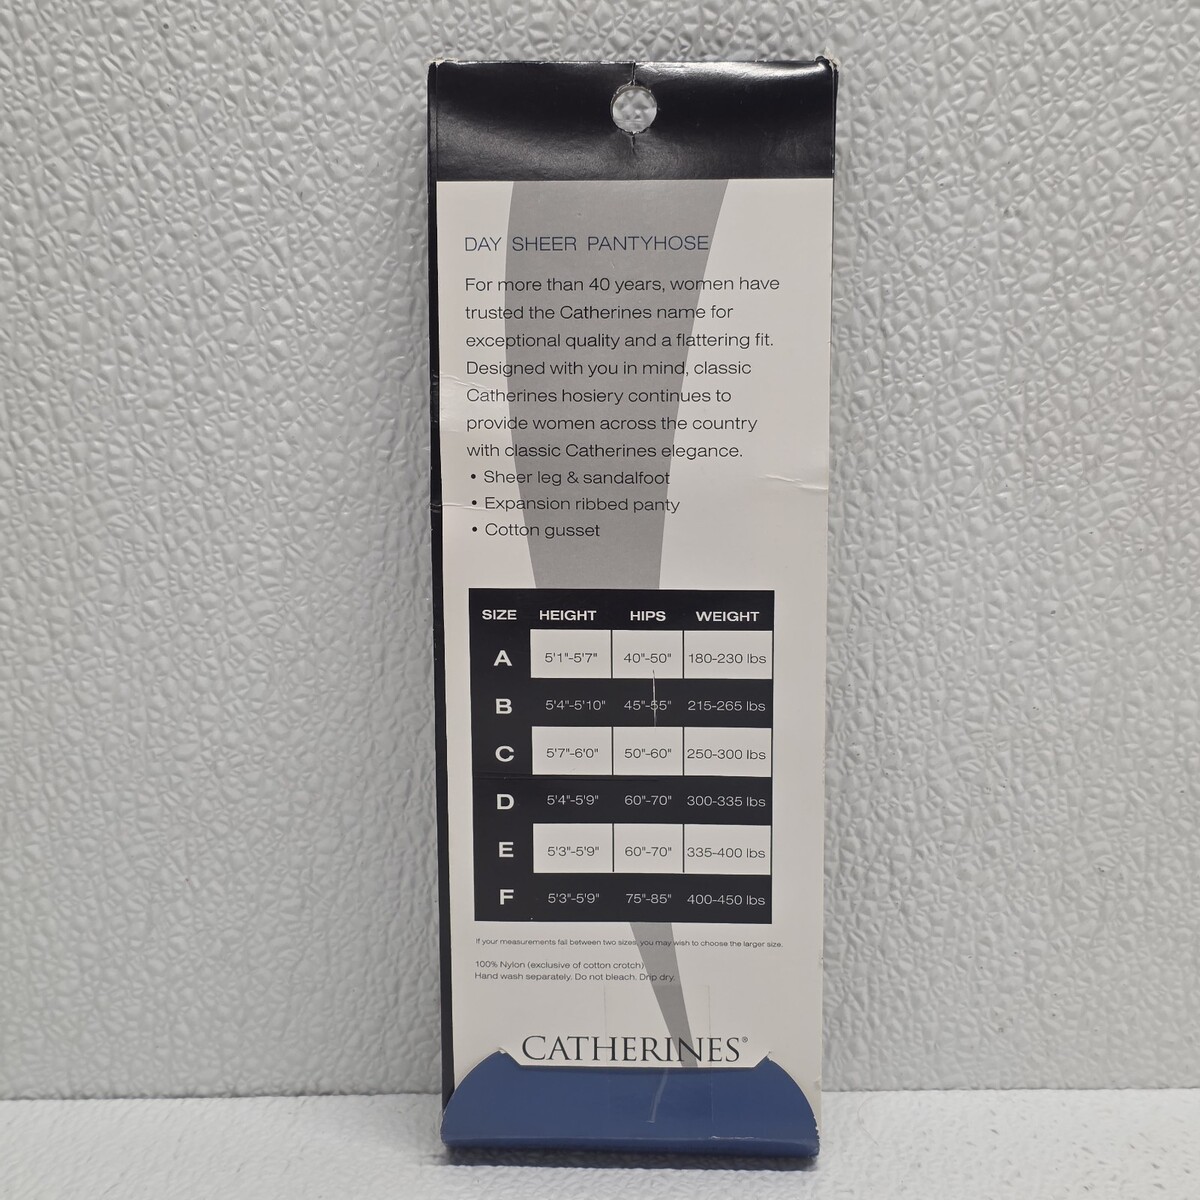 DAY SHEER PANTYHOSE
For more than 40 years, women have
trusted the Catherines name for
exceptional quality and a flattering fit.
Designed with you in mind, classic
Catherines hosiery continues to
provide women across the country
with classic Catherines elegance.
• Sheer leg & sandalfoot
• Expansion ribbed panty
• Cotton gusset
SIZE HEIGHT HIPS WEIGHT
A 5'1"-5'7" 40"-50" 180-230 lbs
B 5'4"-5'10" 45"-55" 215-265 lbs
C 5'7"-6'0" 50"-60" 250-300 lbs
D 5'4"-5'9" 60"-70" 300-335 lbs
E 5'3"-5'9" 60"-70" 335-400 lbs
F 5'3"-5'9" 75"-85" 400-450 lbs
If your measurements fall between two sizes, you may wish to choose the larger size.
100% Nylon (exclusive of cotton crotch)
Hand wash separately. Do not bleach. Drip dry.
CATHERINES®